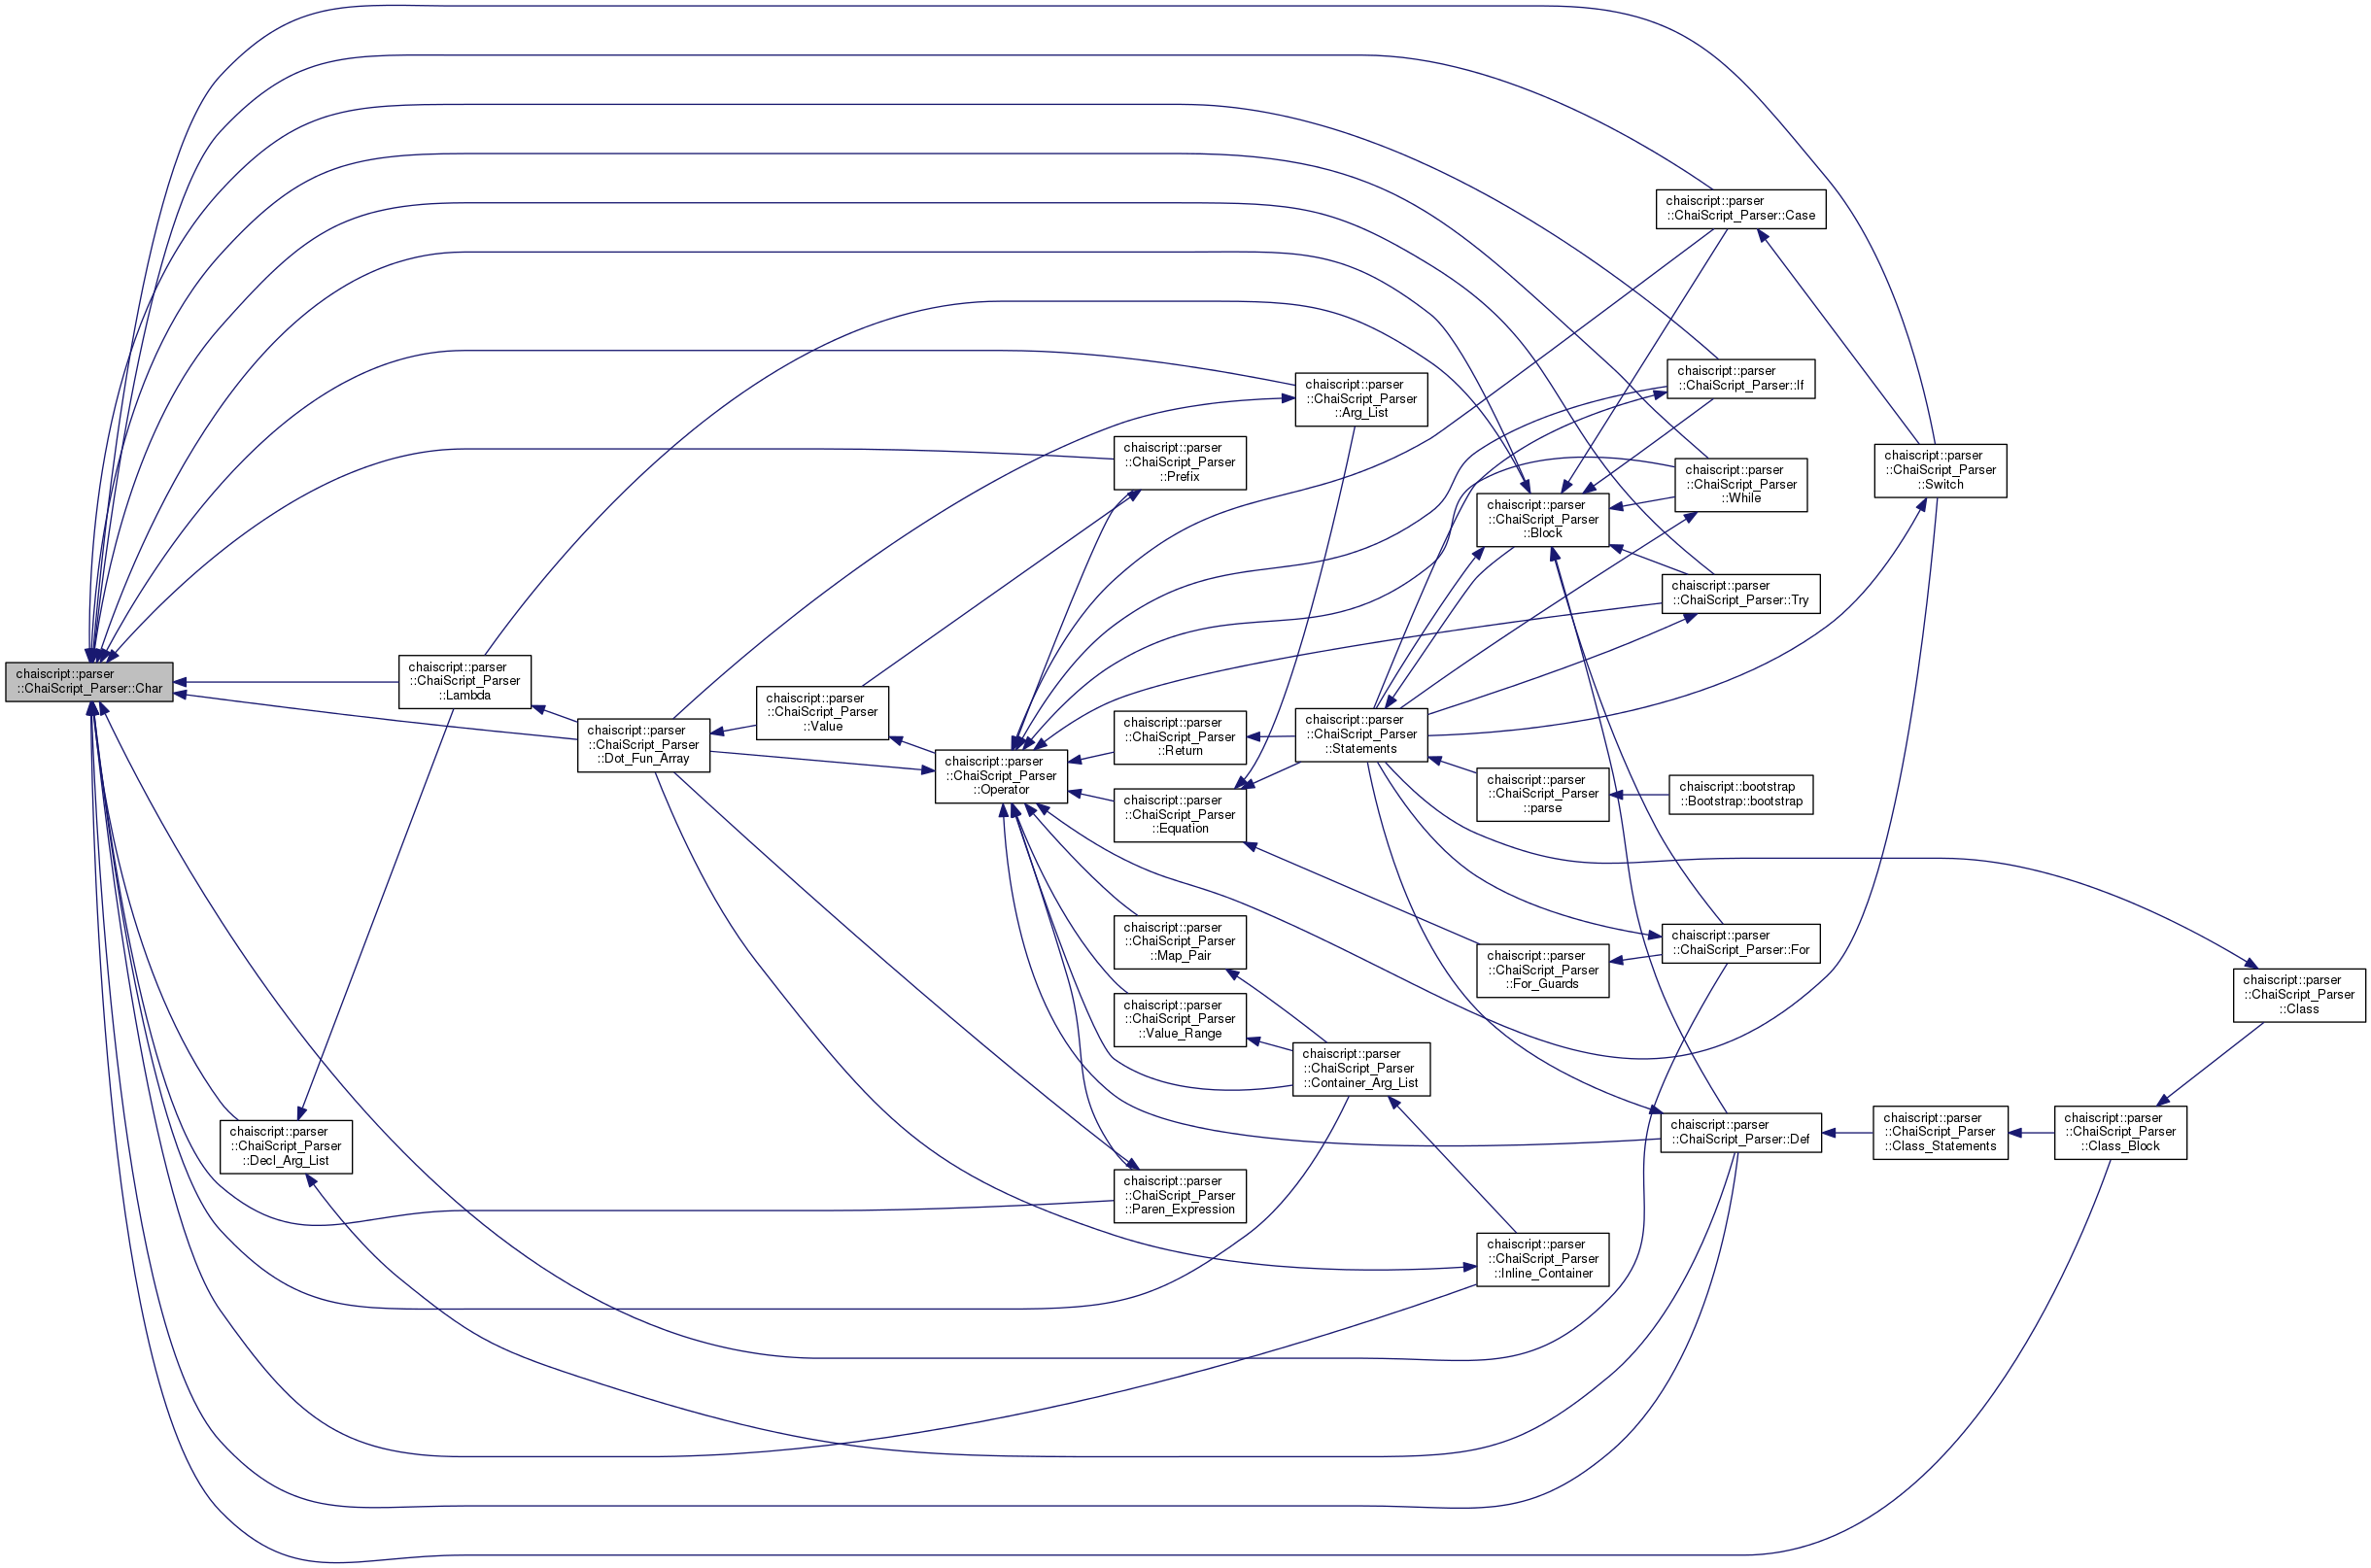 chaiscript::parser
::ChaiScript_Parser::Char
chaiscript::parser
::ChaiScript_Parser
::Lambda
chaiscript::parser
::ChaiScript_Parser
::Decl_Arg_List
chaiscript::parser
::ChaiScript_Parser
::Dot_Fun_Array
chaiscript::parser
::ChaiScript_Parser
::Value
chaiscript::parser
::ChaiScript_Parser
::Operator
chaiscript::parser
::ChaiScript_Parser
::Prefix
chaiscript::parser
::ChaiScript_Parser
::Return
chaiscript::parser
::ChaiScript_Parser
::Equation
chaiscript::parser
::ChaiScript_Parser
::Map_Pair
chaiscript::parser
::ChaiScript_Parser
::Value_Range
chaiscript::parser
::ChaiScript_Parser
::Paren_Expression
chaiscript::parser
::ChaiScript_Parser
::Arg_List
chaiscript::parser
::ChaiScript_Parser
::Statements
chaiscript::parser
::ChaiScript_Parser
::Container_Arg_List
chaiscript::parser
::ChaiScript_Parser
::Block
chaiscript::parser
::ChaiScript_Parser
::parse
chaiscript::parser
::ChaiScript_Parser
::For_Guards
chaiscript::parser
::ChaiScript_Parser
::Inline_Container
chaiscript::parser
::ChaiScript_Parser::Case
chaiscript::parser
::ChaiScript_Parser::If
chaiscript::parser
::ChaiScript_Parser
::While
chaiscript::parser
::ChaiScript_Parser::Try
chaiscript::bootstrap
::Bootstrap::bootstrap
chaiscript::parser
::ChaiScript_Parser::For
chaiscript::parser
::ChaiScript_Parser::Def
chaiscript::parser
::ChaiScript_Parser
::Switch
chaiscript::parser
::ChaiScript_Parser
::Class_Statements
chaiscript::parser
::ChaiScript_Parser
::Class_Block
chaiscript::parser
::ChaiScript_Parser
::Class